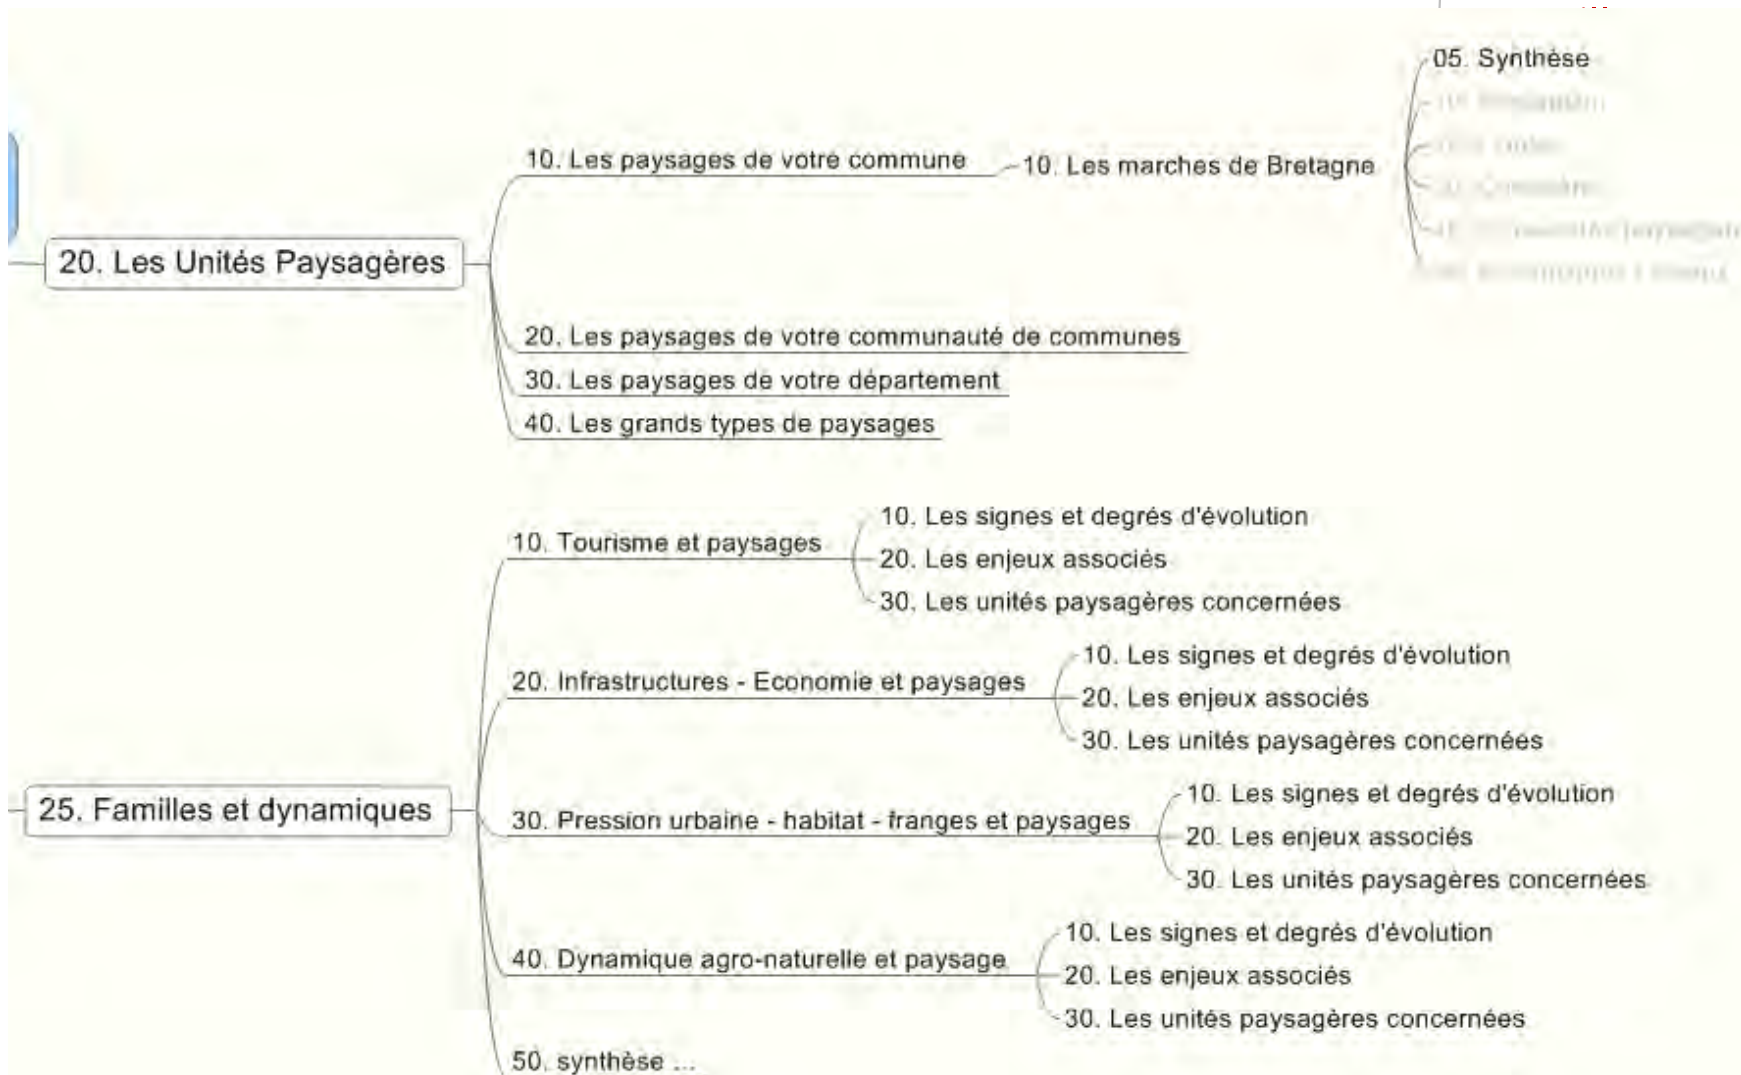 05. Synthèse
10. Les paysages de votre commune
10. Les marches de Bretagne
20. Les Unités Paysagères
20. Les paysages de votre communauté de communes
30. Les paysages de votre département
40. Les grands types de paysages
10. Tourisme et paysages
10. Les signes et degrés d'évolution
20. Les enjeux associés
30. Les unités paysagères concernées
20. Infrastructures - Economie et paysages
10. Les signes et degrés d'évolution
20. Les enjeux associés
30. Les unités paysagères concernées
25. Familles et dynamiques
30. Pression urbaine - habitat - franges et paysages
10. Les signes et degrés d'évolution
20. Les enjeux associés
30. Les unités paysagères concernées
40. Dynamique agro-naturelle et paysage
10. Les signes et degrés d'évolution
20. Les enjeux associés
30. Les unités paysagères concernées
50. synthèse ...